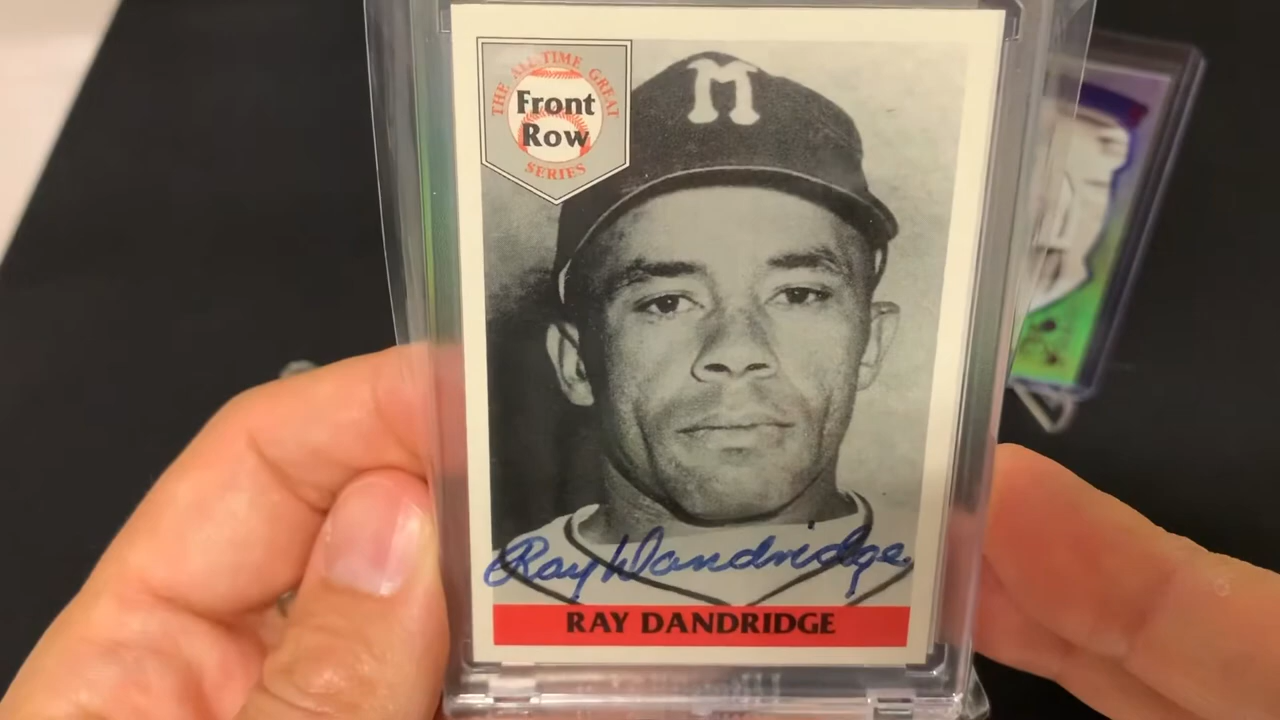 THE ALL TIME GREAT
Front
Row
SERIES
M
Ray Dandridge
RAY DANDRIDGE